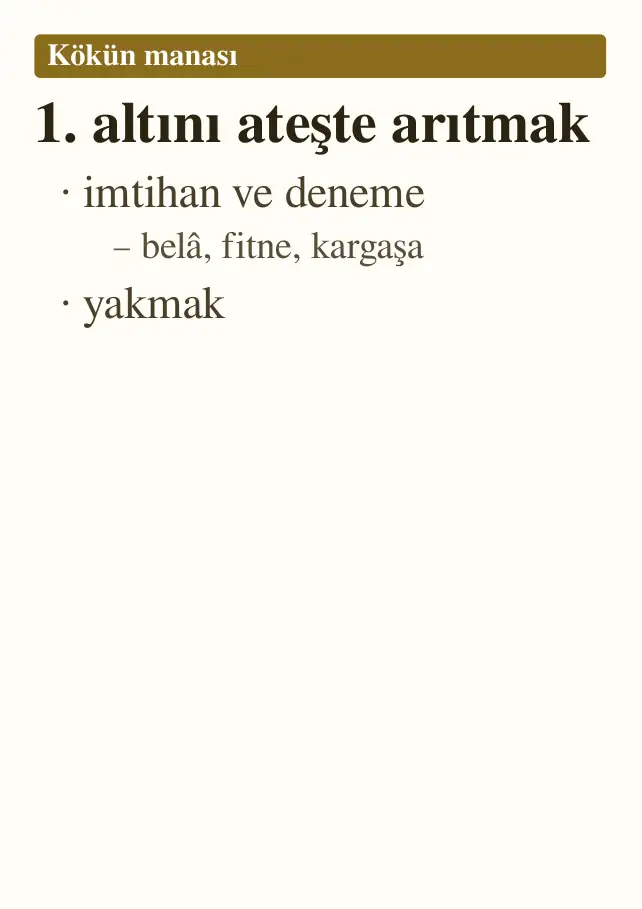 Kökün manası
1. altını ateşte arıtmak
· imtihan ve deneme
– belâ, fitne, kargaşa
· yakmak